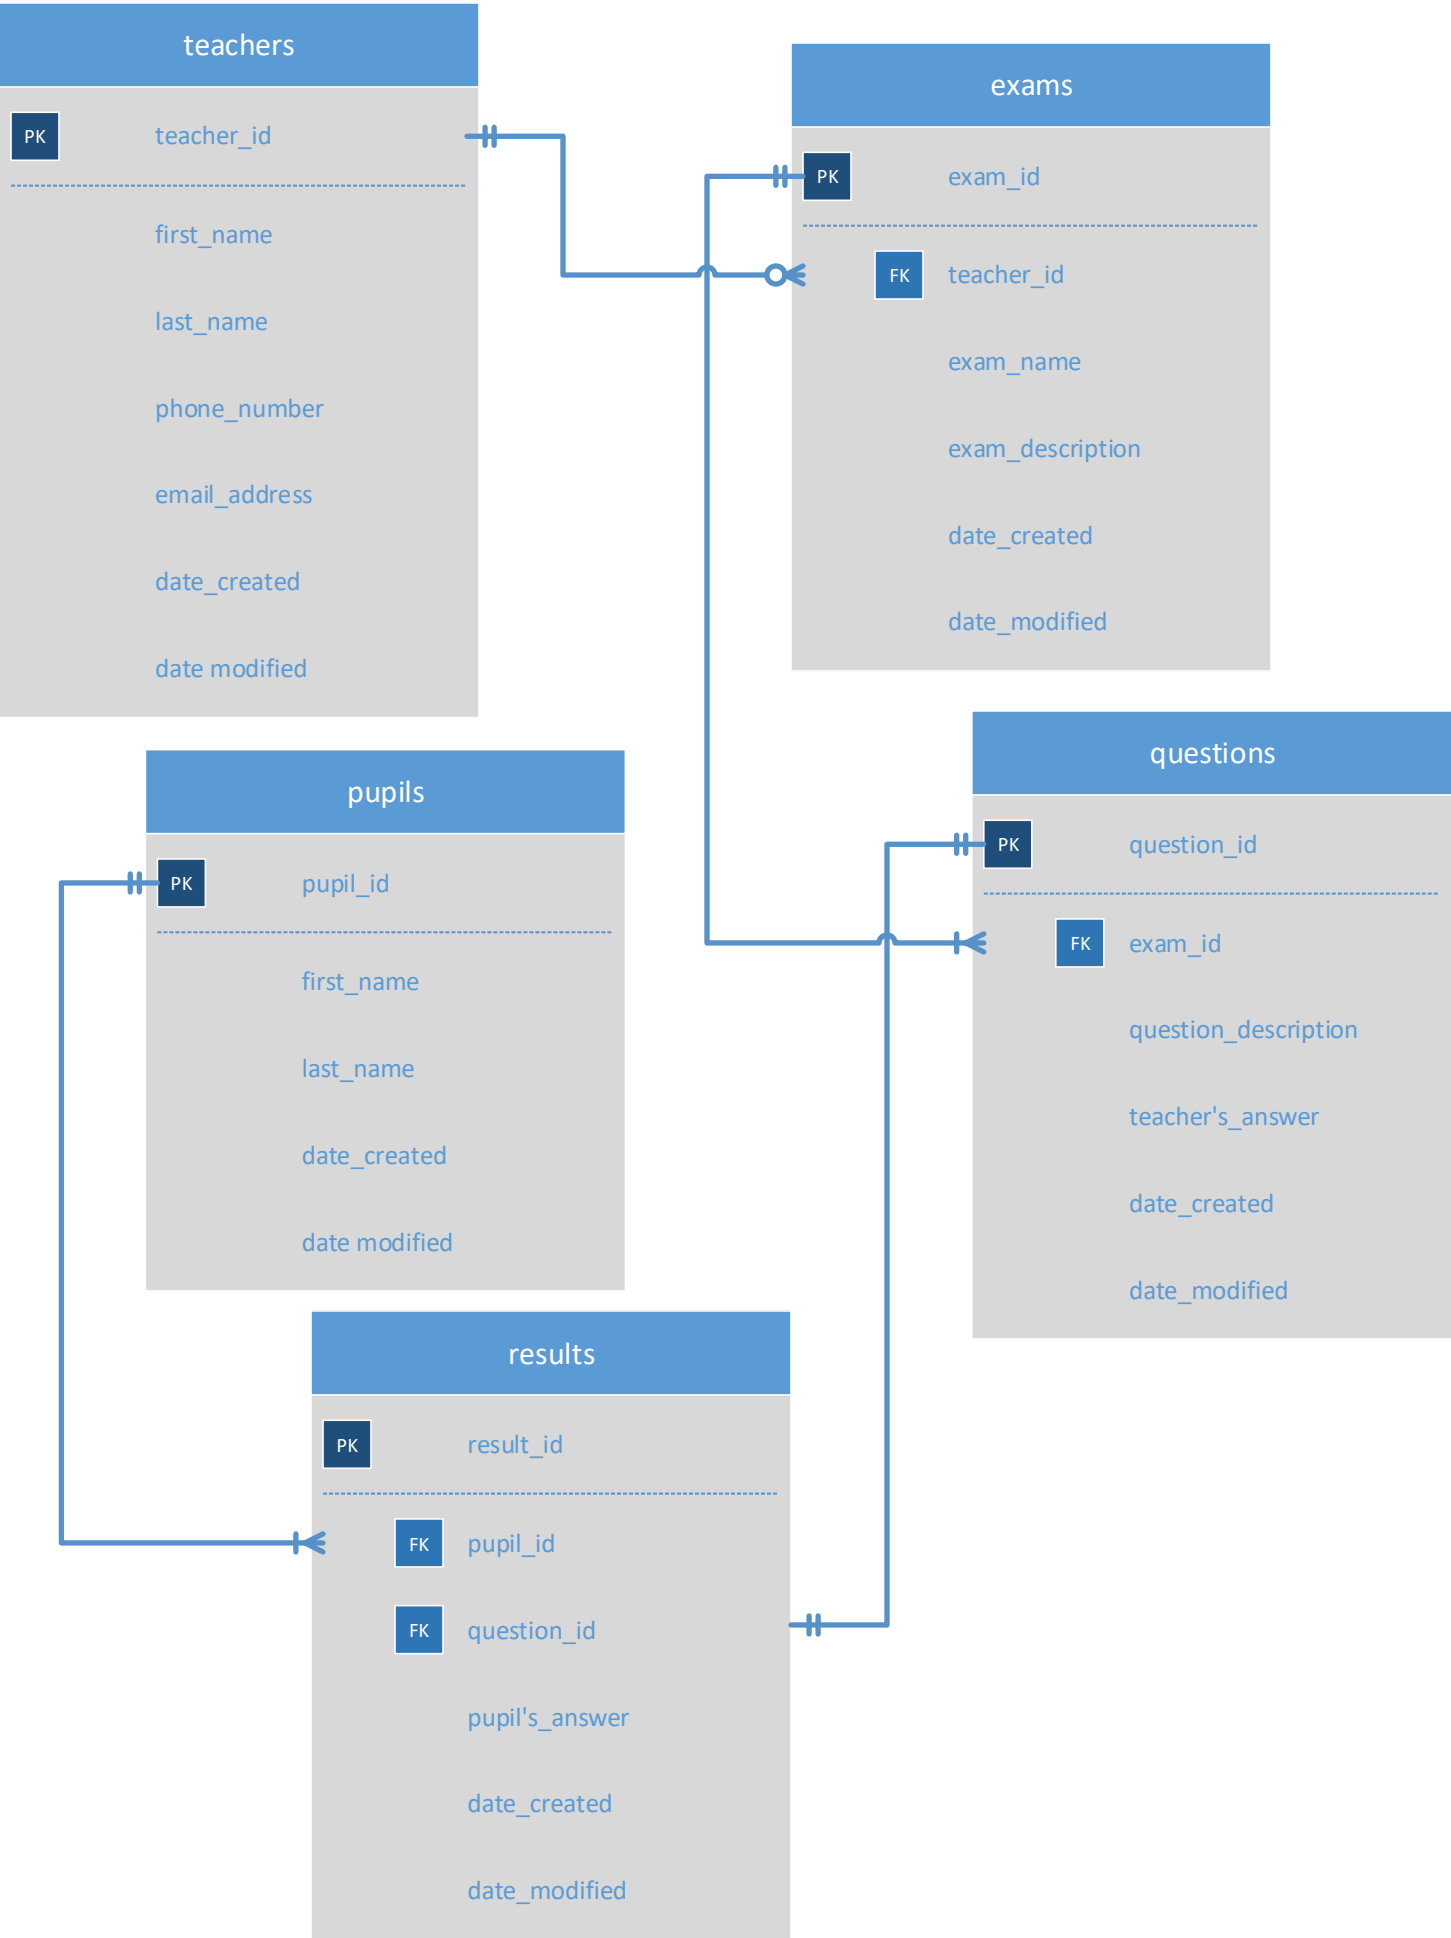 teachers
PK teacher_id
first_name
last_name
phone_number
email_address
date_created
date modified
exams
PK exam_id
FK teacher_id
exam_name
exam_description
date_created
date_modified
pupils
PK pupil_id
first_name
last_name
date_created
date modified
questions
PK question_id
FK exam_id
question_description
teacher's_answer
date_created
date_modified
results
PK result_id
FK pupil_id
FK question_id
pupil's_answer
date_created
date_modified